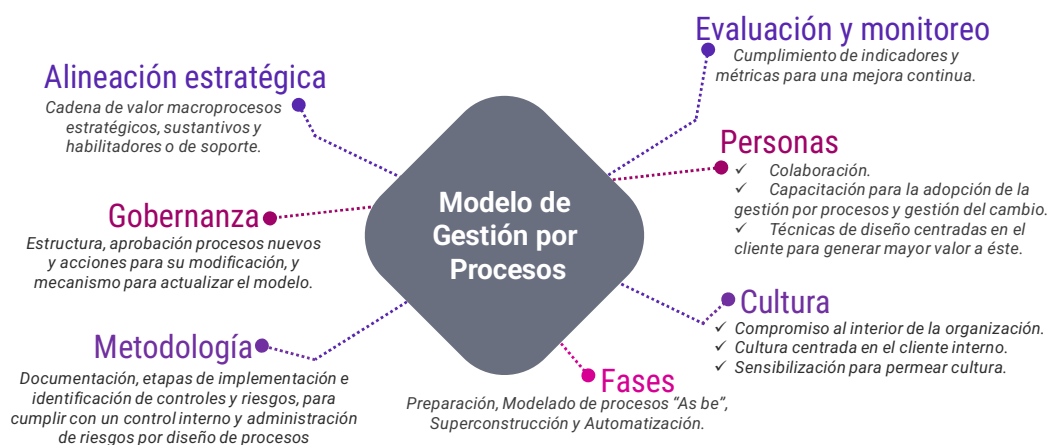 Evaluación y monitoreo
Cumplimiento de indicadores y
métricas para una mejora continua.
Alineación estratégica
Cadena de valor macroprocesos
estratégicos, sustantivos y
habilitadores o de soporte.
Personas
✓ Colaboración.
✓ Capacitación para la adopción de la
gestión por procesos y gestión del cambio.
✓ Técnicas de diseño centradas en el
cliente para generar mayor valor a éste.
Modelo de
Gestión por
Procesos
Gobernanza
Estructura, aprobación procesos nuevos
y acciones para su modificación, y
mecanismo para actualizar el modelo.
Cultura
✓ Compromiso al interior de la organización.
✓ Cultura centrada en el cliente interno.
✓ Sensibilización para permear cultura.
Metodología
Documentación, etapas de implementación e
identificación de controles y riesgos, para
cumplir con un control interno y administración
de riesgos por diseño de procesos
Fases
Preparación, Modelado de procesos “As be”,
Superconstrucción y Automatización.